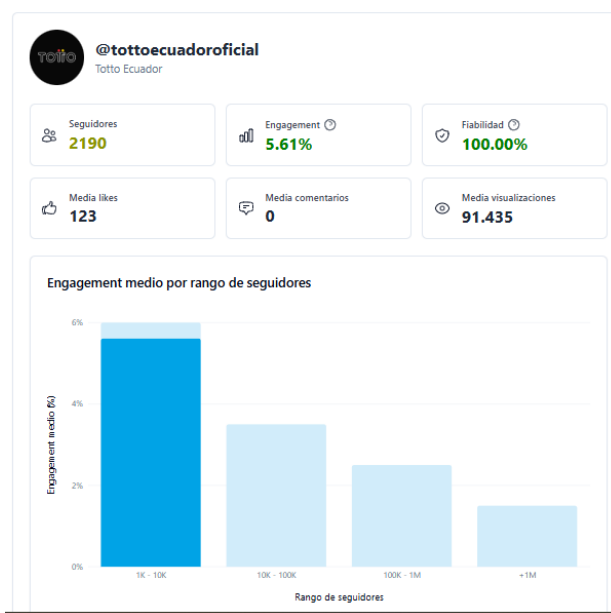 TOTTO
@tottoecuadoroficial
Totto Ecuador
Seguidores
2190
Engagement ?
5.61%
Fiabilidad ?
100.00%
Media likes
123
Media comentarios
0
Media visualizaciones
91.435
Engagement medio por rango de seguidores
Engagement medio (%)
6%
4%
2%
0%
1K - 10K
10K - 100K
100K - 1M
+1M
Rango de seguidores